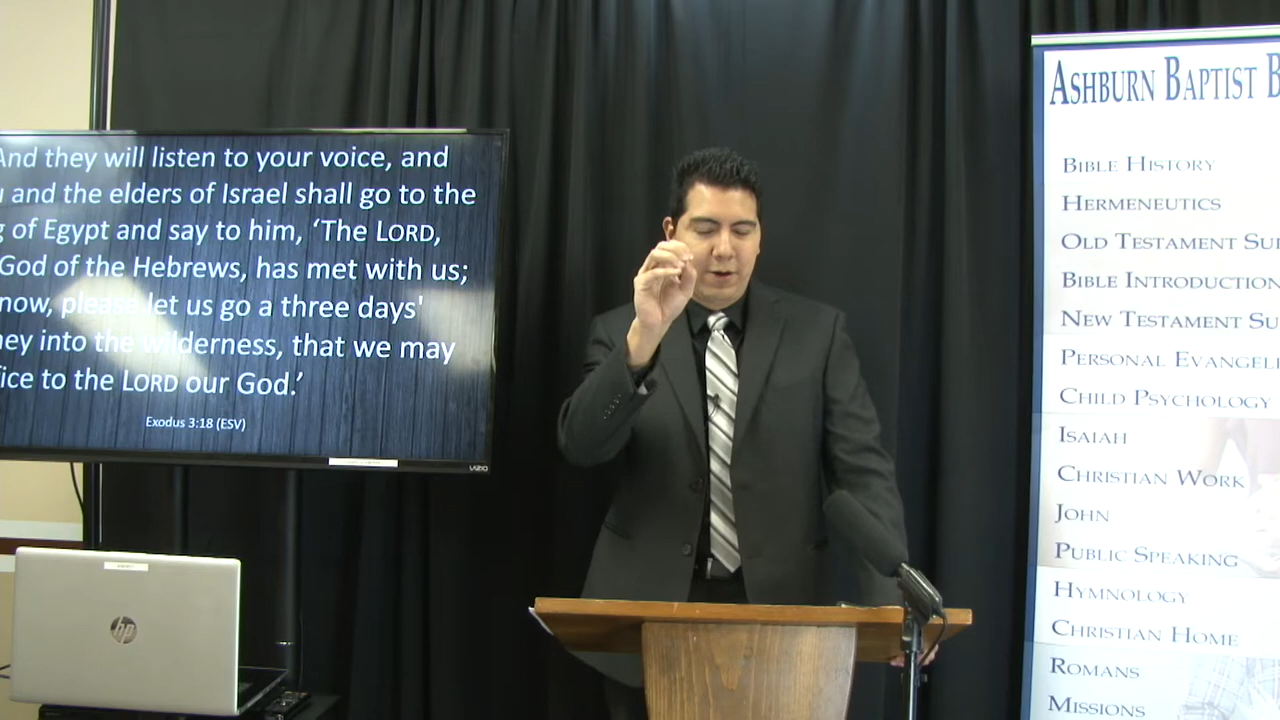 And they will listen to your voice, and
and the elders of Israel shall go to the
of Egypt and say to him, ‘The LORD,
God of the Hebrews, has met with us;
now, please let us go a three days'
into the wilderness, that we may
to the LORD our God.’
Exodus 3:18 (ESV)
VIZIO
hp
ASHBURN BAPTIST B
BIBLE HISTORY
HERMENEUTICS
OLD TESTAMENT SU
BIBLE INTRODUCTION
NEW TESTAMENT SU
PERSONAL EVANGELI
CHILD PSYCHOLOGY
ISAIAH
CHRISTIAN WORK
JOHN
PUBLIC SPEAKING
HYMNOLOGY
CHRISTIAN HOME
ROMANS
MISSIONS